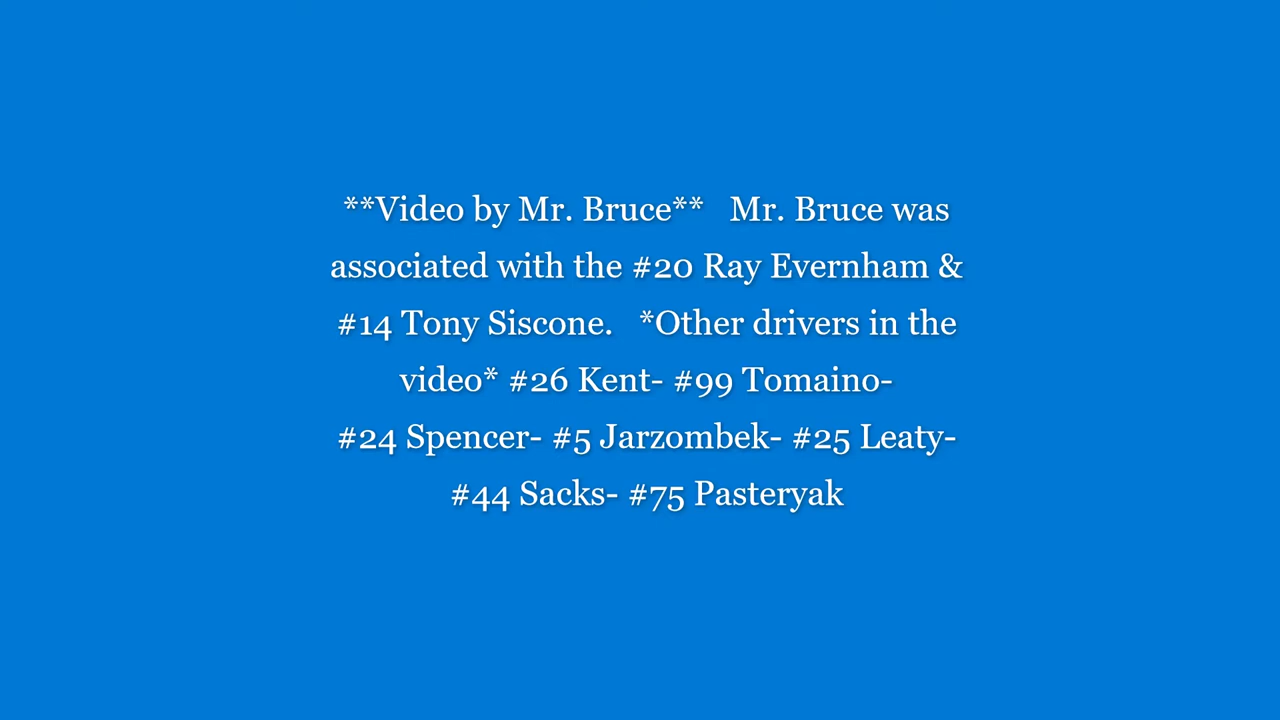 **Video by Mr. Bruce**   Mr. Bruce was
associated with the #20 Ray Evernham &
#14 Tony Siscone.   *Other drivers in the
video* #26 Kent- #99 Tomaino-
#24 Spencer- #5 Jarzombek- #25 Leaty-
#44 Sacks- #75 Pasteryak